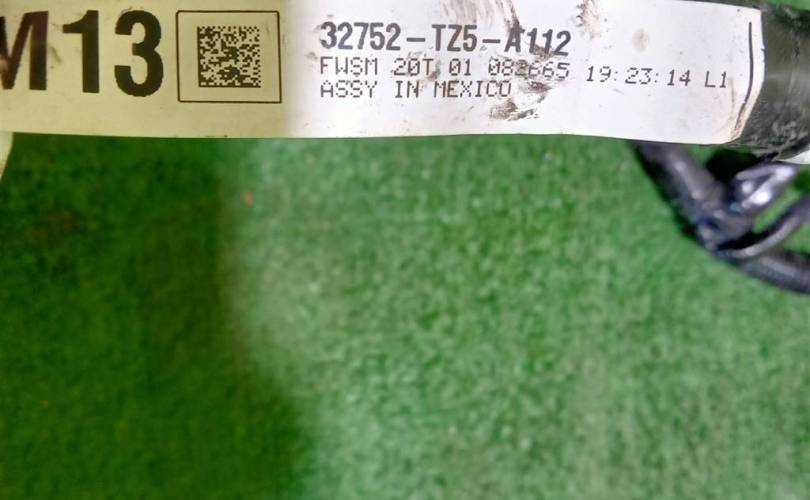 M13
32752-TZ5-A112
FWSM 20T 01 082665 19:23:14 L1
ASSY IN MEXICO